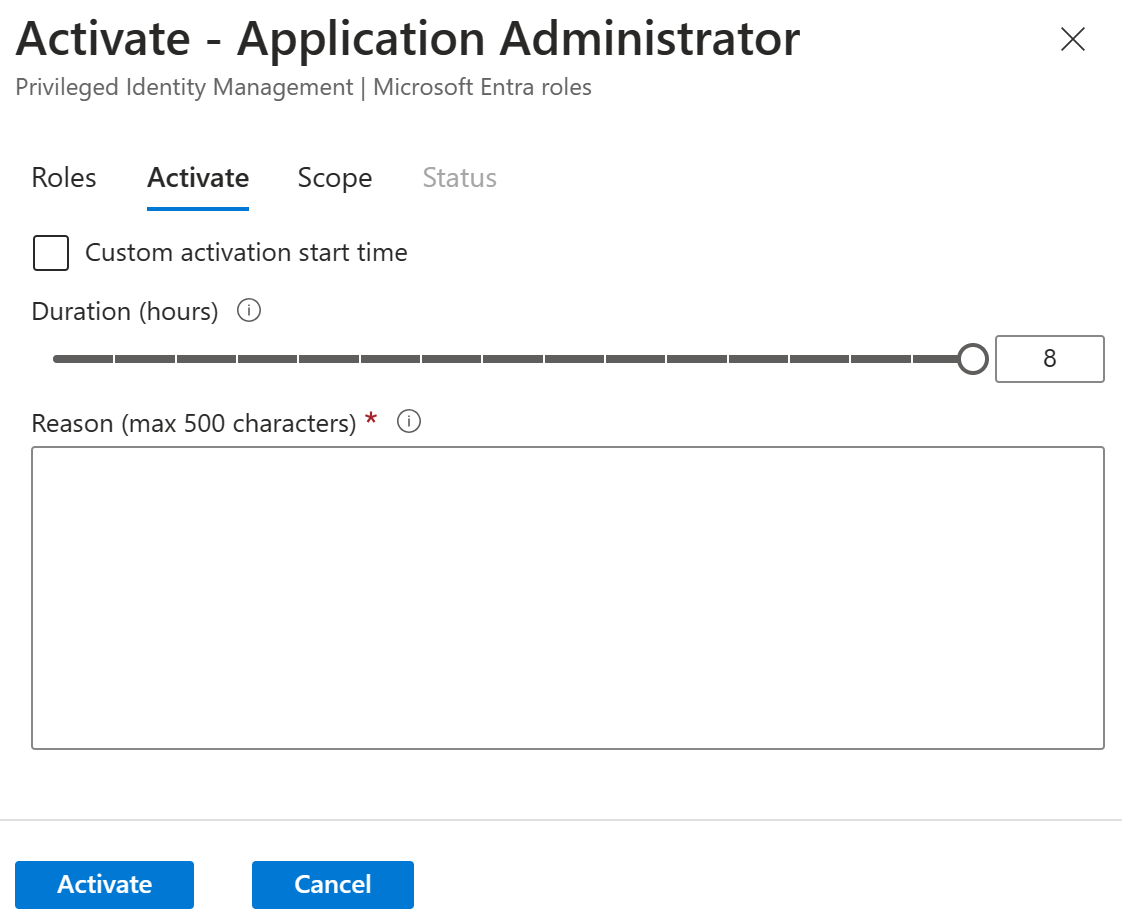 Activate - Application Administrator
Privileged Identity Management | Microsoft Entra roles
Roles Activate Scope Status
Custom activation start time
Duration (hours)
8
Reason (max 500 characters) *
Activate Cancel